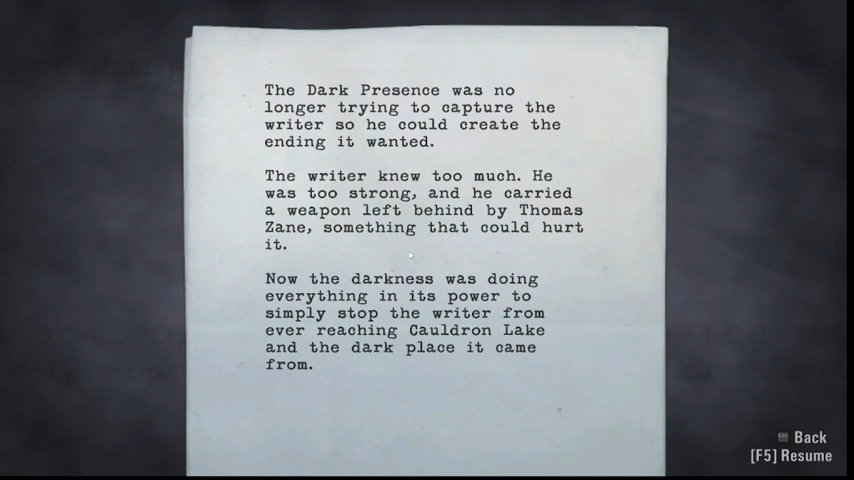 The Dark Presence was no
longer trying to capture the
writer so he could create the
ending it wanted.
The writer knew too much. He
was too strong, and he carried
a weapon left behind by Thomas
Zane, something that could hurt
it.
Now the darkness was doing
everything in its power to
simply stop the writer from
ever reaching Cauldron Lake
and the dark place it came
from.
Back
[F5] Resume